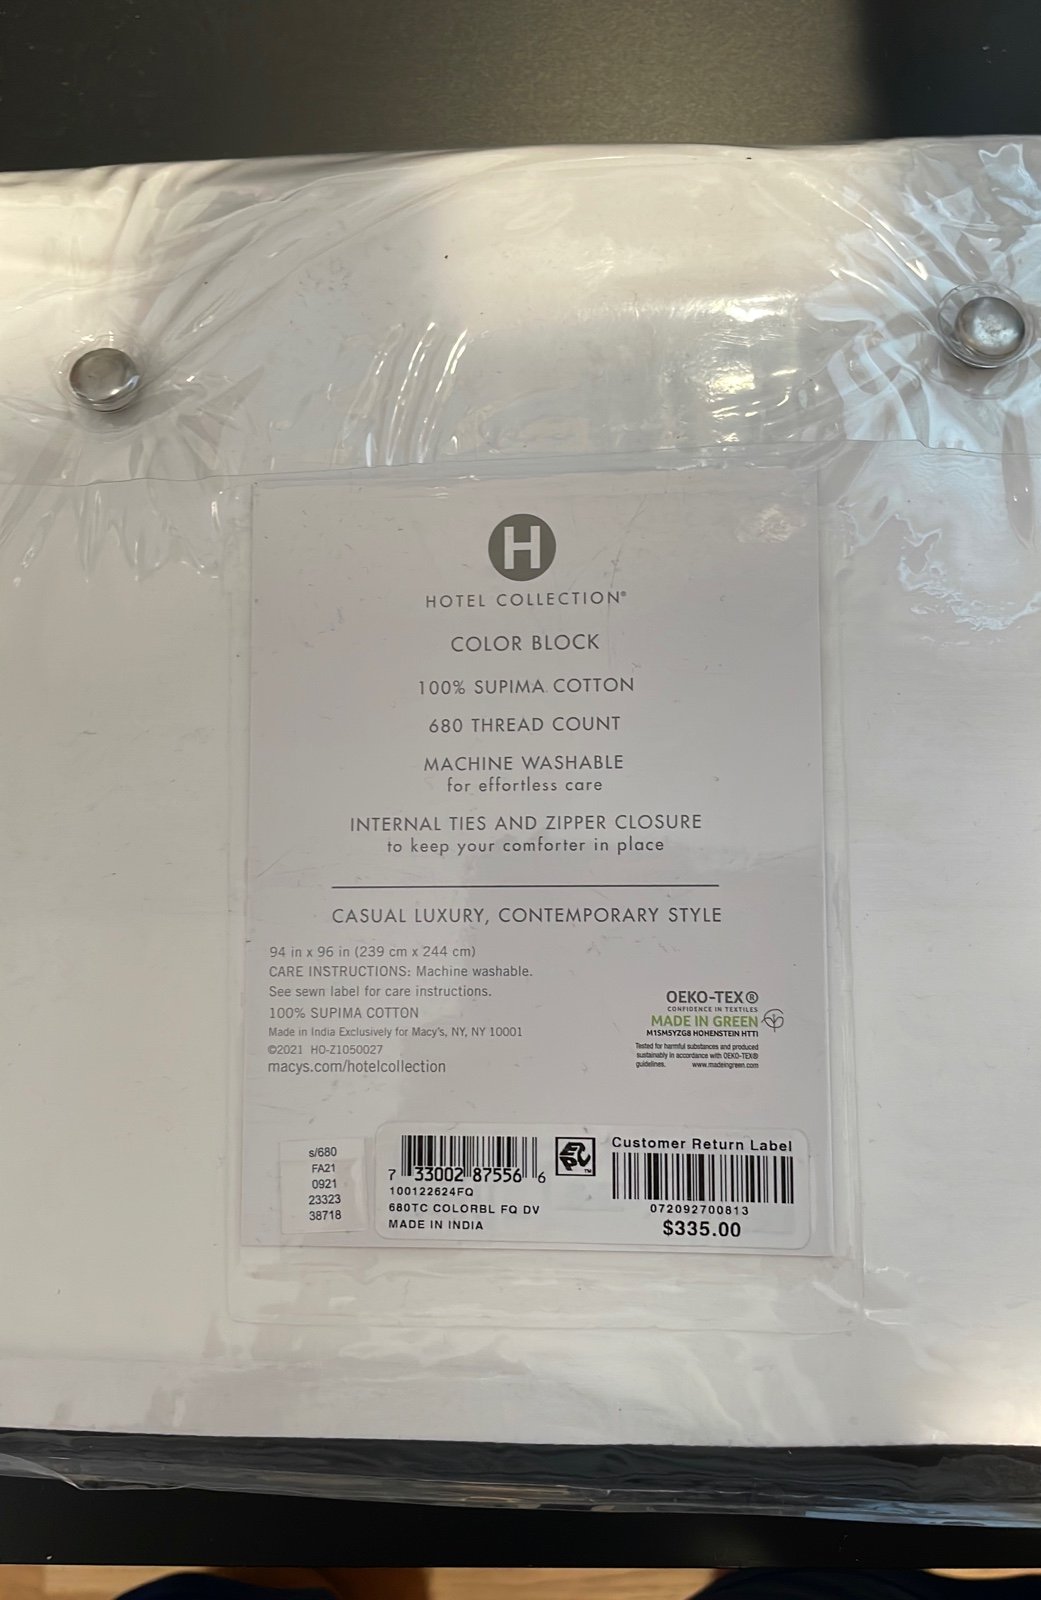 H
HOTEL COLLECTION®
COLOR BLOCK
100% SUPIMA COTTON
680 THREAD COUNT
MACHINE WASHABLE
for effortless care
INTERNAL TIES AND ZIPPER CLOSURE
to keep your comforter in place
CASUAL LUXURY, CONTEMPORARY STYLE
94 in x 96 in (239 cm x 244 cm)
CARE INSTRUCTIONS: Machine washable.
See sewn label for care instructions.
100% SUPIMA COTTON
Made in India Exclusively for Macy's, NY, NY 10001
©2021 HO-Z1050027
macys.com/hotelcollection
OEKO-TEX®
CONFIDENCE IN TEXTILES
MADE IN GREEN
M1SM5YZG8 HOHENSTEIN HTTI
Tested for harmful substances and produced
sustainably in accordance with OEKO-TEX®
guidelines. www.madeingreen.com
s/680
FA21
0921
23323
38718
7 33002 87556 6
100122624FQ
680TC COLORBL FQ DV
MADE IN INDIA
EPC™
Customer Return Label
072092700813
$335.00